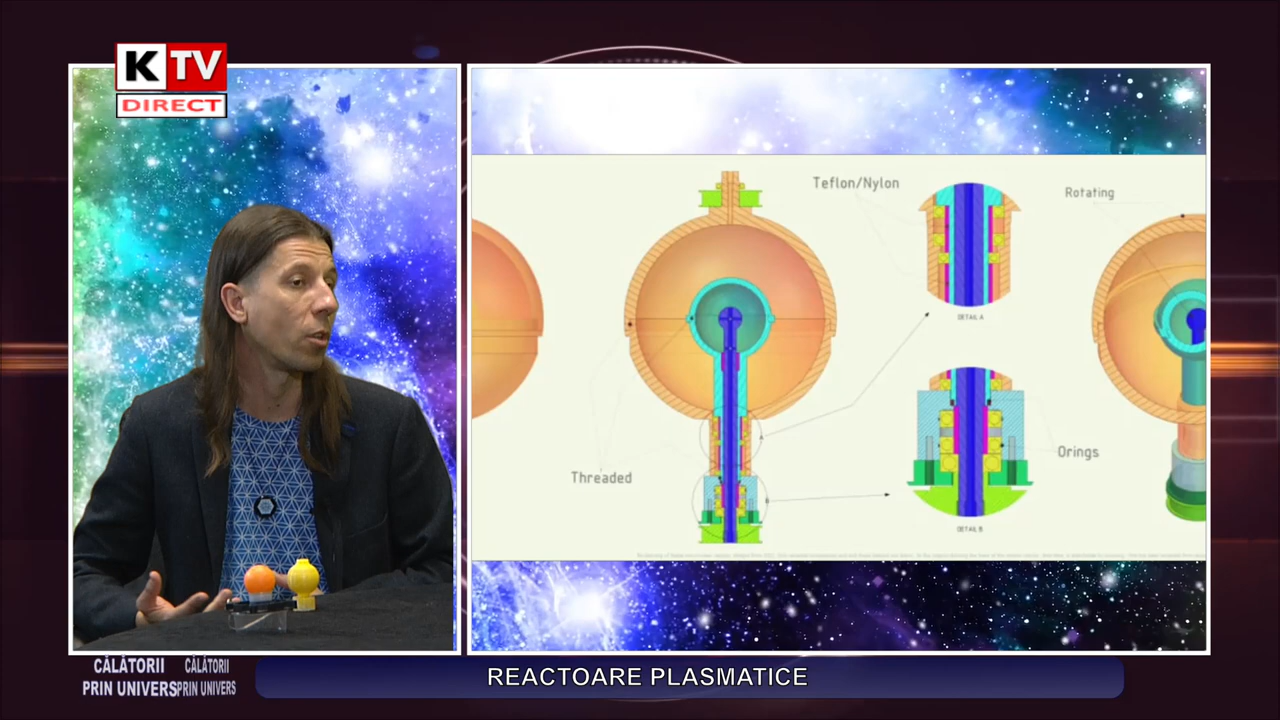 K TV
DIRECT
Teflon/Nylon
Rotating
DETAIL A
Threaded
Orings
DETAIL B
CĂLĂTORII
PRIN UNIVERS
CĂLĂTORII
PRIN UNIVERS
REACTOARE PLASMATICE